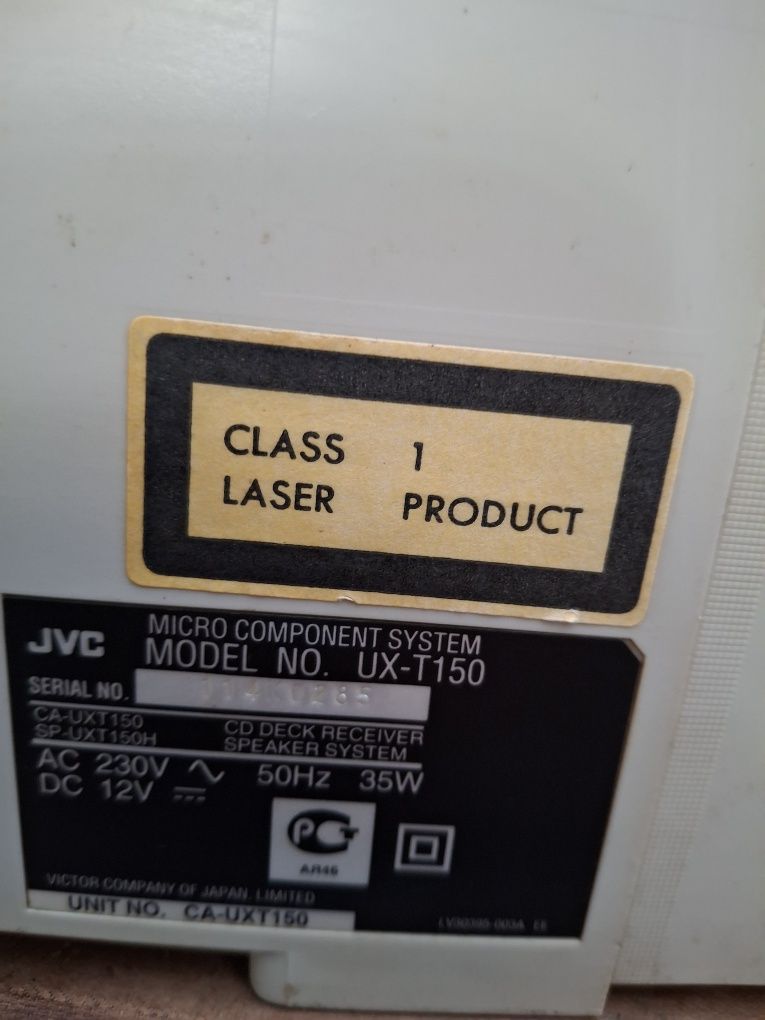 CLASS 1
LASER PRODUCT
JVC
MICRO COMPONENT SYSTEM
MODEL NO. UX-T150
SERIAL NO.
CA-UXT150 CD DECK RECEIVER
SP-UXT150H SPEAKER SYSTEM
AC 230V 50Hz 35W
DC 12V
AЯ46
VICTOR COMPANY OF JAPAN, LIMITED
UNIT NO. CA-UXT150